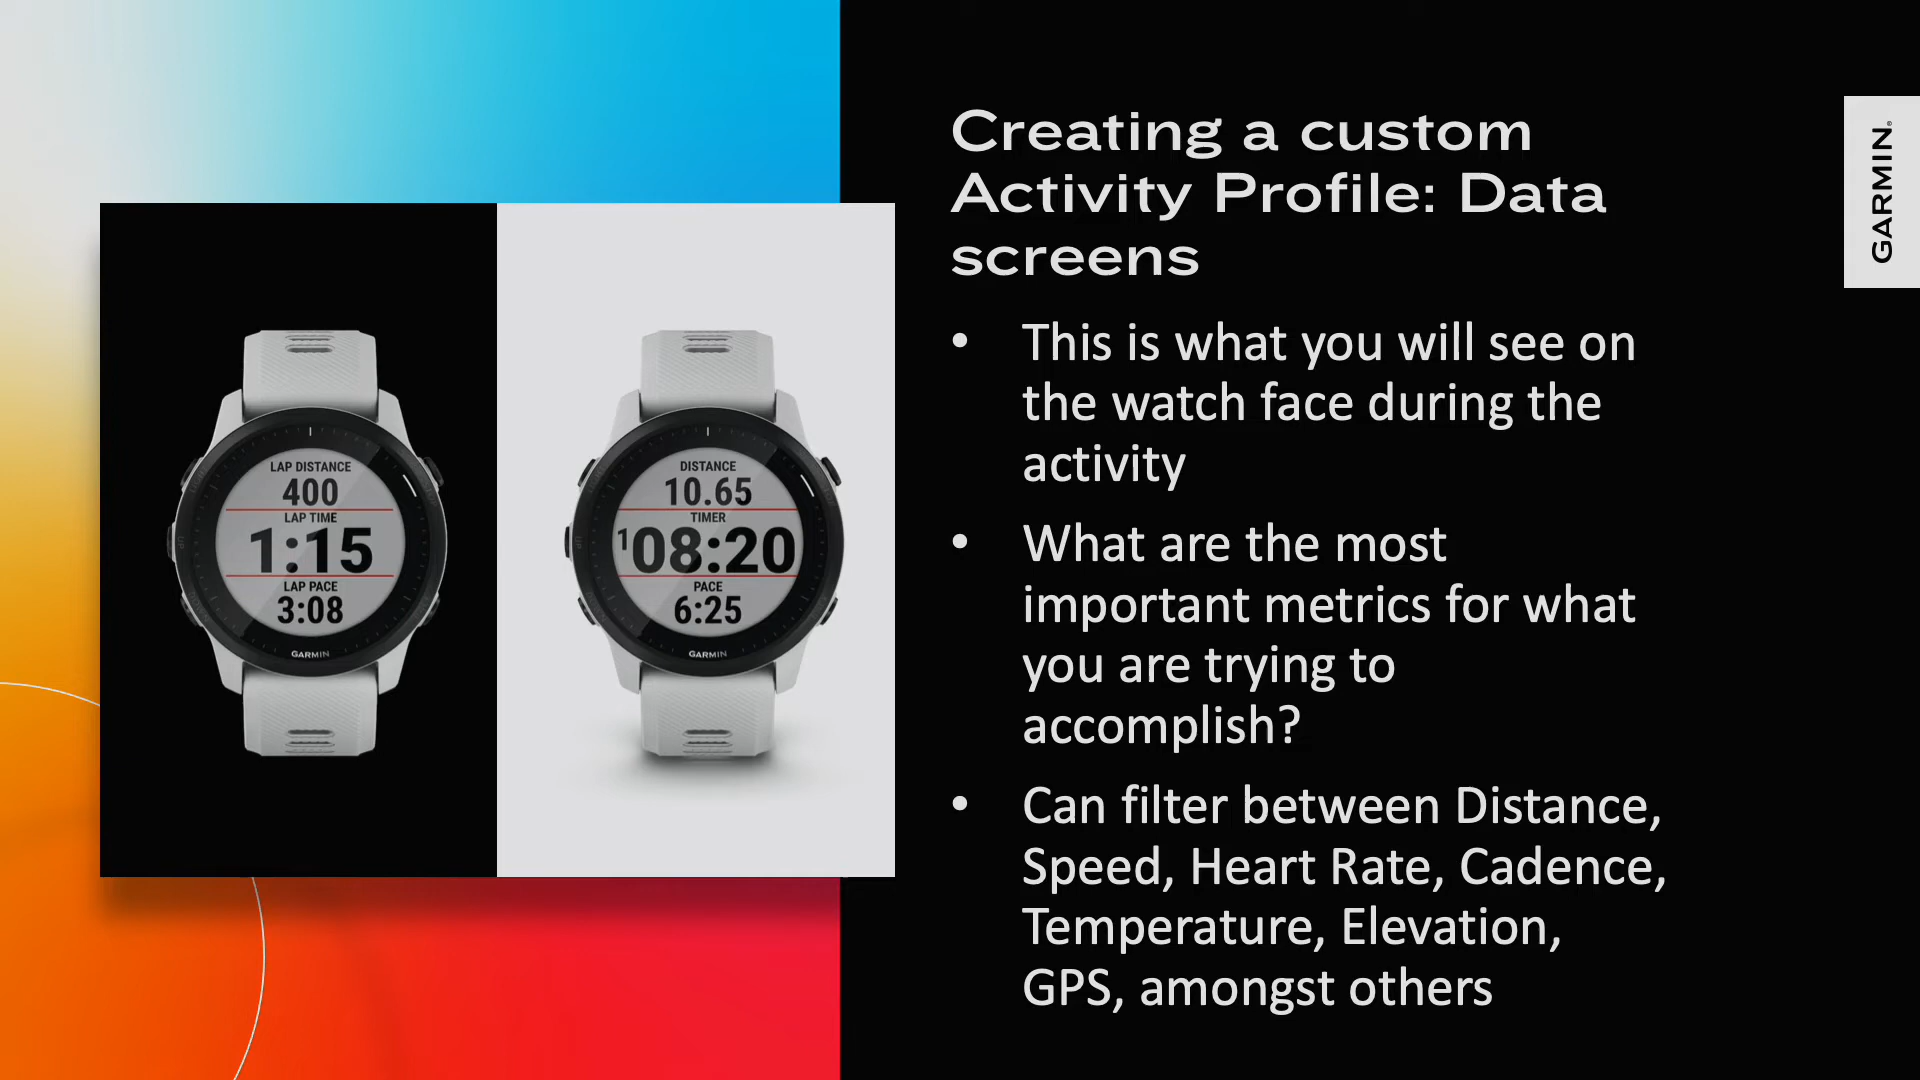 Creating a custom
Activity Profile: Data
screens
• This is what you will see on
the watch face during the
activity
• What are the most
important metrics for what
you are trying to
accomplish?
• Can filter between Distance,
Speed, Heart Rate, Cadence,
Temperature, Elevation,
GPS, amongst others
GARMIN®
LAP DISTANCE
400
LAP TIME
1:15
LAP PACE
3:08
GARMIN
DISTANCE
10.65
TIMER
108:20
PACE
6:25
GARMIN